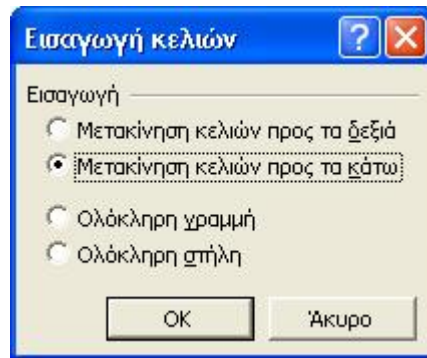 Εισαγωγή κελιών
Εισαγωγή
Μετακίνηση κελιών προς τα δεξιά
Μετακίνηση κελιών προς τα κάτω
Ολόκληρη γραμμή
Ολόκληρη στήλη
OK
Άκυρο